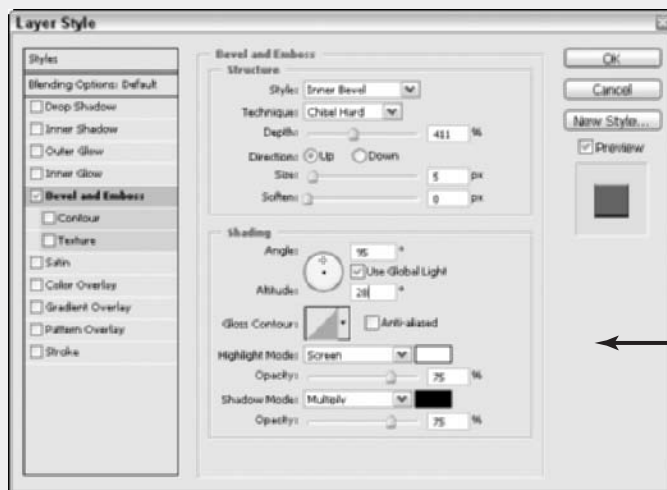 Layer Style
Styles
Blending Options: Default
Drop Shadow
Inner Shadow
Outer Glow
Inner Glow
Bevel and Emboss
Contour
Texture
Satin
Color Overlay
Gradient Overlay
Pattern Overlay
Stroke
Bevel and Emboss
Structure
Style: Inner Bevel
Technique: Chisel Hard
Depth: 411 %
Direction: Up Down
Size: 5 px
Soften: 0 px
Shading
Angle: 95 °
Use Global Light
Altitude: 28 °
Gloss Contour: Anti-aliased
Highlight Mode: Screen
Opacity: 75 %
Shadow Mode: Multiply
Opacity: 75 %
OK
Cancel
New Style...
Preview